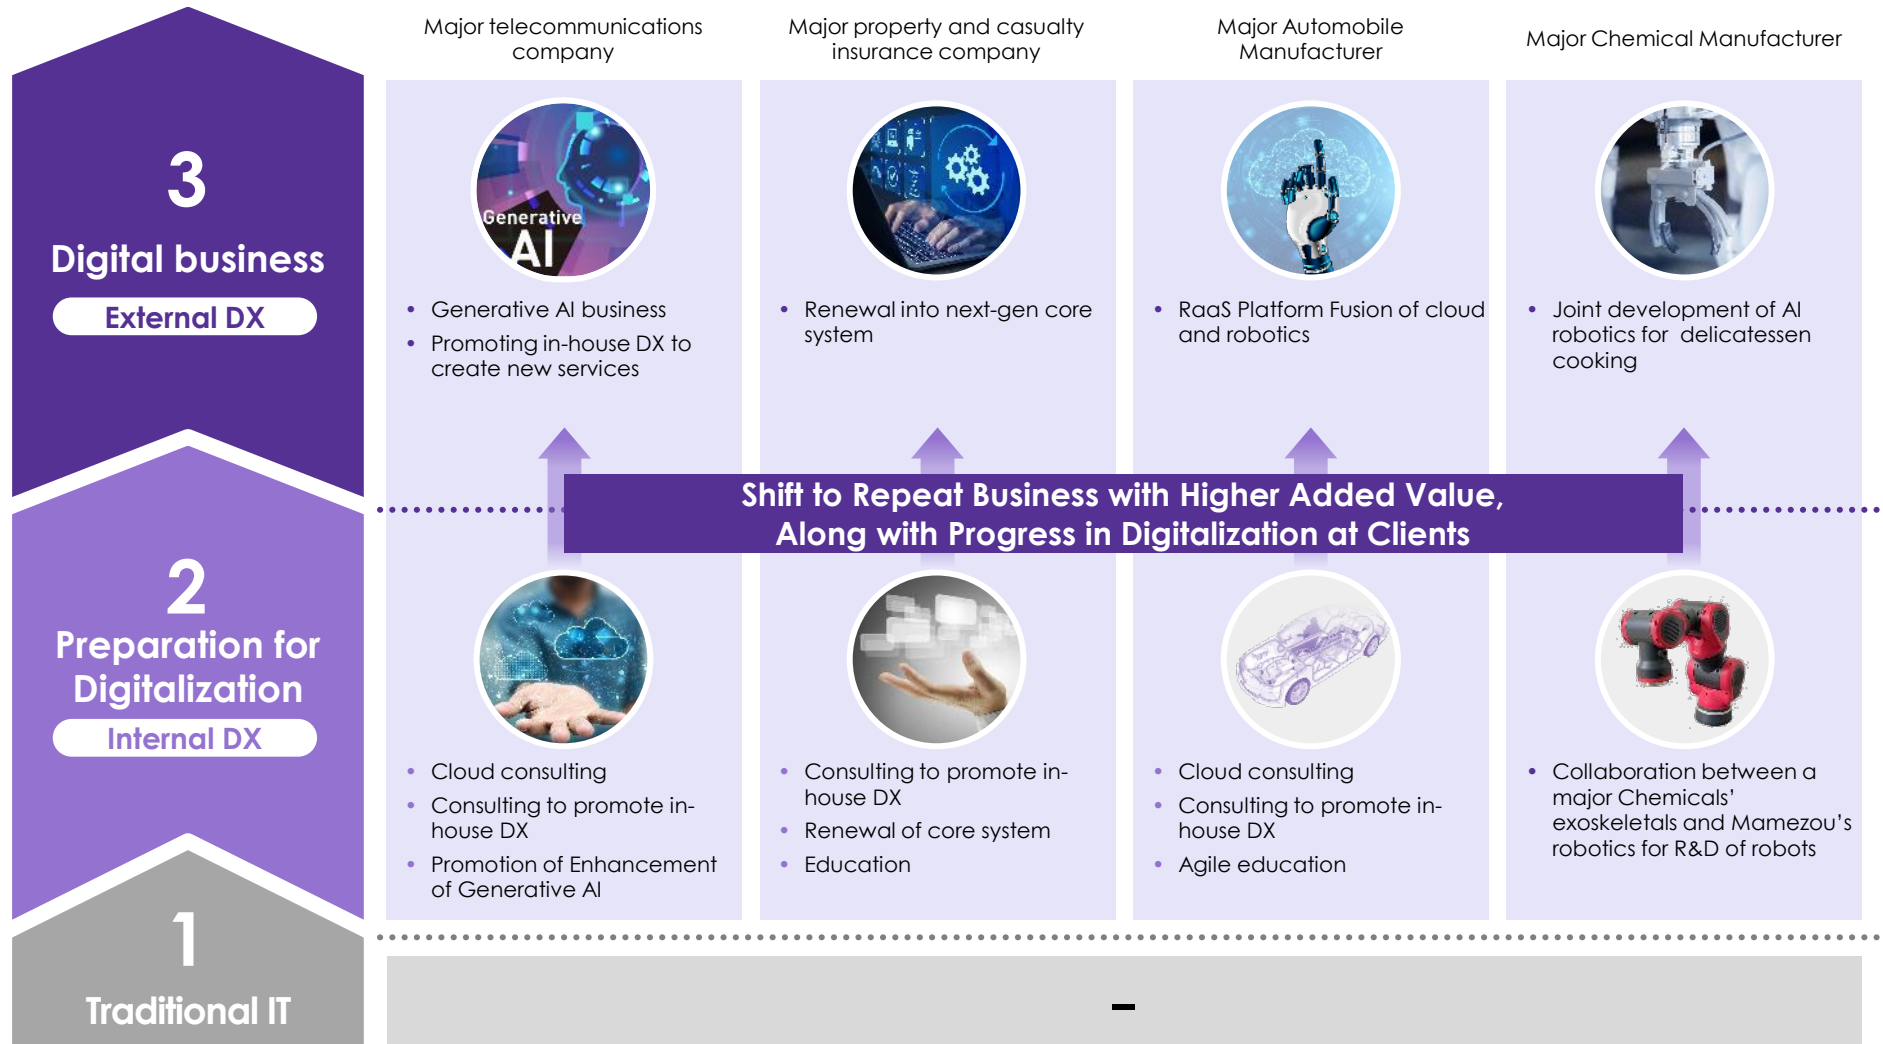 Major telecommunications
company
Major property and casualty
insurance company
Major Automobile
Manufacturer
Major Chemical Manufacturer
3
Digital business
External DX
Generative
AI
• Generative AI business
• Promoting in-house DX to
create new services
• Renewal into next-gen core
system
• RaaS Platform Fusion of cloud
and robotics
• Joint development of AI
robotics for delicatessen
cooking
Shift to Repeat Business with Higher Added Value,
Along with Progress in Digitalization at Clients
2
Preparation for
Digitalization
Internal DX
• Cloud consulting
• Consulting to promote in-
house DX
• Promotion of Enhancement
of Generative AI
• Consulting to promote in-
house DX
• Renewal of core system
• Education
• Cloud consulting
• Consulting to promote in-
house DX
• Agile education
• Collaboration between a
major Chemicals’
exoskeletals and Mamezou’s
robotics for R&D of robots
1
Traditional IT
–